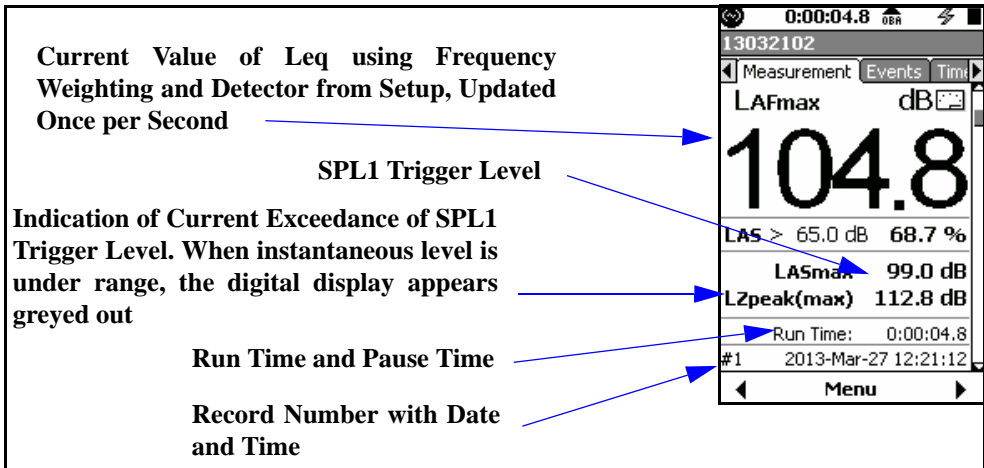 Current Value of Leq using Frequency
Weighting and Detector from Setup, Updated
Once per Second
SPL1 Trigger Level
Indication of Current Exceedance of SPL1
Trigger Level. When instantaneous level is
under range, the digital display appears
greyed out
Run Time and Pause Time
Record Number with Date
and Time
0:00:04.8 OBA
13032102
Measurement Events Time
LAFmax dB
104.8
LAS > 65.0 dB 68.7 %
LASmax 99.0 dB
LZpeak(max) 112.8 dB
Run Time: 0:00:04.8
#1 2013-Mar-27 12:21:12
Menu